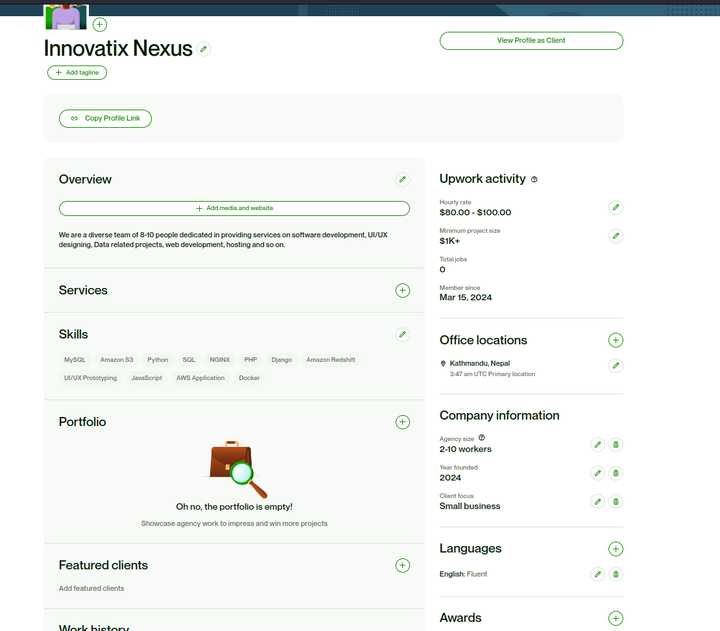 Innovatix Nexus
Add tagline
View Profile as Client
Copy Profile Link
Overview
Add media and website
We are a diverse team of 8-10 people dedicated in providing services on software development, UI/UX
designing, Data related projects, web development, hosting and so on.
Services
Skills
MySQL Amazon S3 Python SQL NGINX PHP Django Amazon Redshift
UI/UX Prototyping JavaScript AWS Application Docker
Portfolio
Oh no, the portfolio is empty!
Showcase agency work to impress and win more projects
Featured clients
Add featured clients
Work history
Upwork activity
Hourly rate
$80.00 - $100.00
Minimum project size
$1K+
Total jobs
0
Member since
Mar 15, 2024
Office locations
Kathmandu, Nepal
3:47 am UTC Primary location
Company information
Agency size
2-10 workers
Year founded
2024
Client focus
Small business
Languages
English: Fluent
Awards